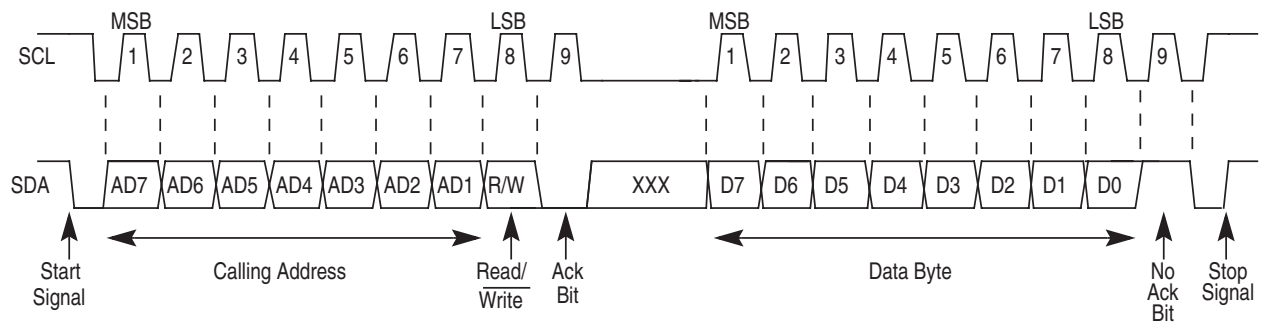 MSB LSB MSB LSB
SCL 1 2 3 4 5 6 7 8 9 1 2 3 4 5 6 7 8 9
SDA AD7 AD6 AD5 AD4 AD3 AD2 AD1 R/W XXX D7 D6 D5 D4 D3 D2 D1 D0
Start Signal
Calling Address
Read/ Write
Ack Bit
Data Byte
No Ack Bit
Stop Signal